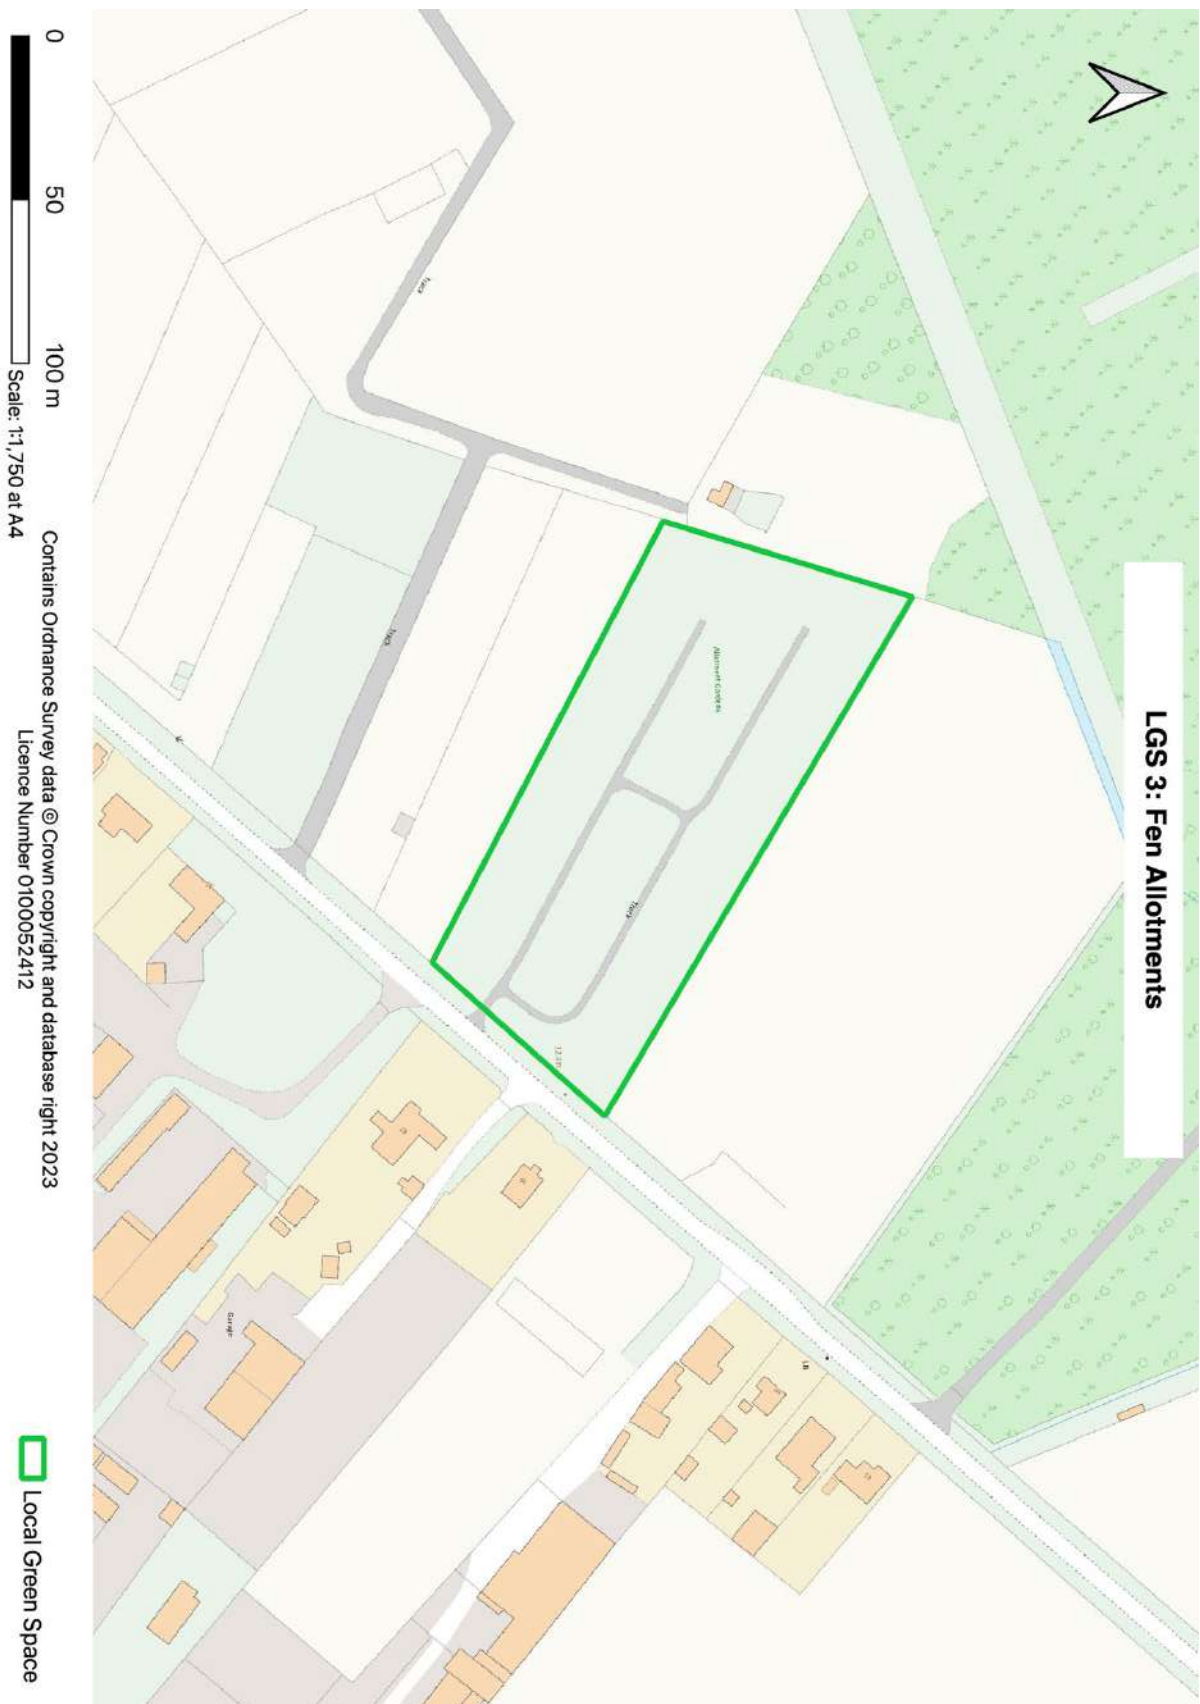 LGS 3: Fen Allotments
Track
Allotment Gardens
Track
Track
LB
Garage
0 50 100 m
Scale: 1:1,750 at A4
Contains Ordnance Survey data © Crown copyright and database right 2023
Licence Number 0100052412
Local Green Space